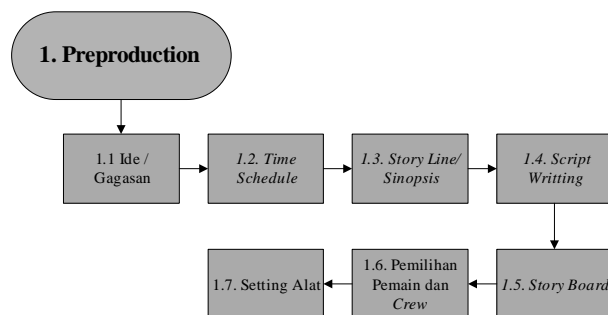 1. Preproduction
1.1 Ide /
Gagasan
1.2. Time
Schedule
1.3. Story Line/
Sinopsis
1.4. Script
Writting
1.5. Story Board
1.6. Pemilihan
Pemain dan
Crew
1.7. Setting Alat